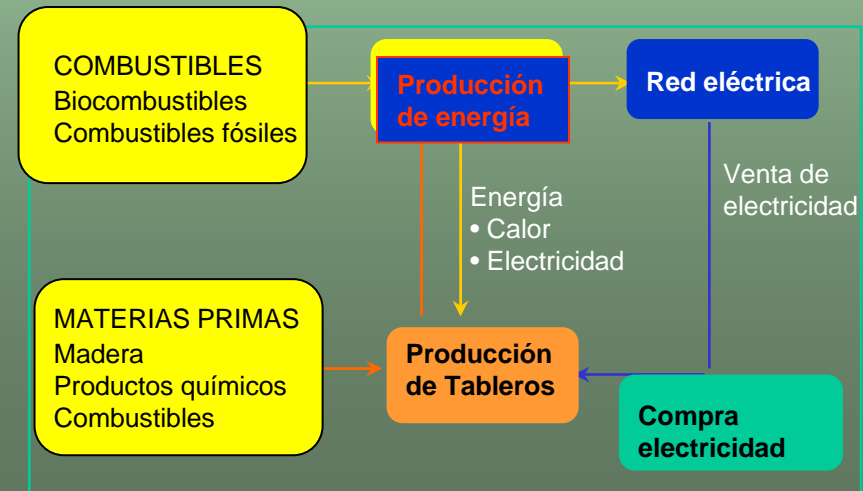 COMBUSTIBLES
Biocombustibles
Combustibles fósiles
Producción
de energía
Red eléctrica
Venta de
electricidad
Energía
• Calor
• Electricidad
MATERIAS PRIMAS
Madera
Productos químicos
Combustibles
Producción
de Tableros
Compra
electricidad